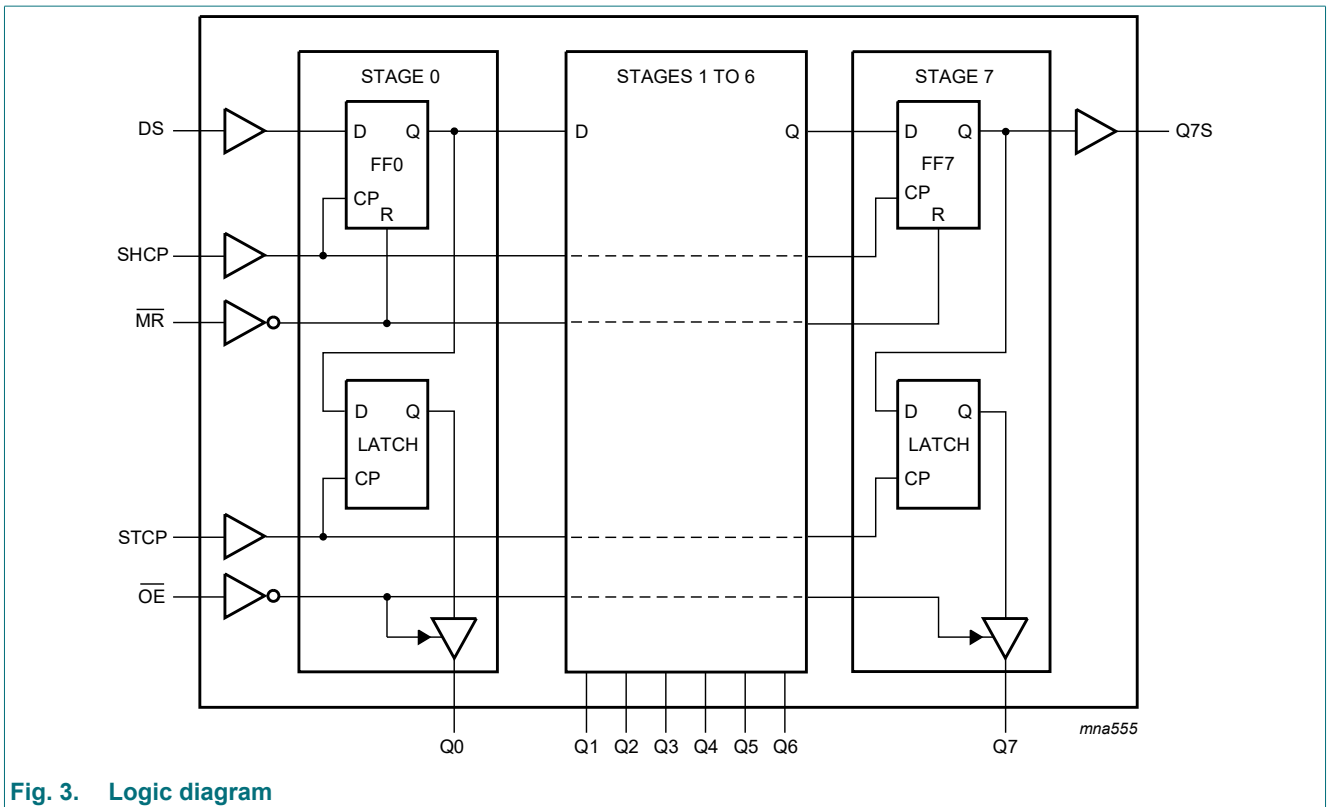 STAGE 0
STAGES 1 TO 6
STAGE 7
DS
D Q
FF0
CP
R
D Q
D Q
FF7
CP
R
Q7S
SHCP
MR
D Q
LATCH
CP
D Q
LATCH
CP
STCP
OE
Q0
Q1 Q2 Q3 Q4 Q5 Q6
Q7
mna555
Fig. 3. Logic diagram